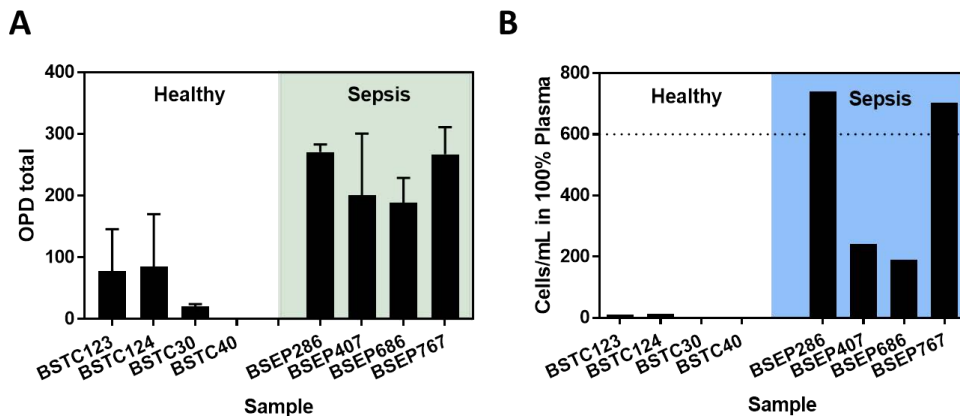 A
OPD total
400
300
200
100
0
Healthy
Sepsis
BSTC123
BSTC124
BSTC30
BSTC40
BSEP286
BSEP407
BSEP686
BSEP767
Sample
B
Cells/mL in 100% Plasma
800
600
400
200
0
Healthy
Sepsis
BSTC123
BSTC124
BSTC30
BSTC40
BSEP286
BSEP407
BSEP686
BSEP767
Sample